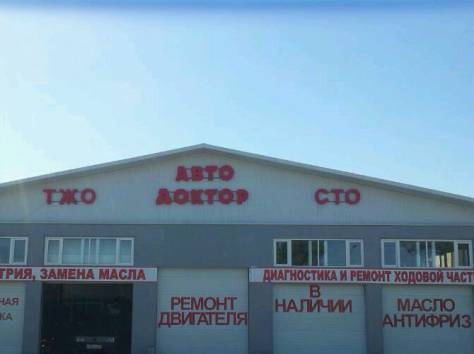 АВТО
ТЖО ДОКТОР СТО
ТРИЯ, ЗАМЕНА МАСЛА
ДИАГНОСТИКА И РЕМОНТ ХОДОВОЙ ЧАСТ
РЕМОНТ
ДВИГАТЕЛЯ
В
НАЛИЧИИ
МАСЛО
АНТИФРИЗ